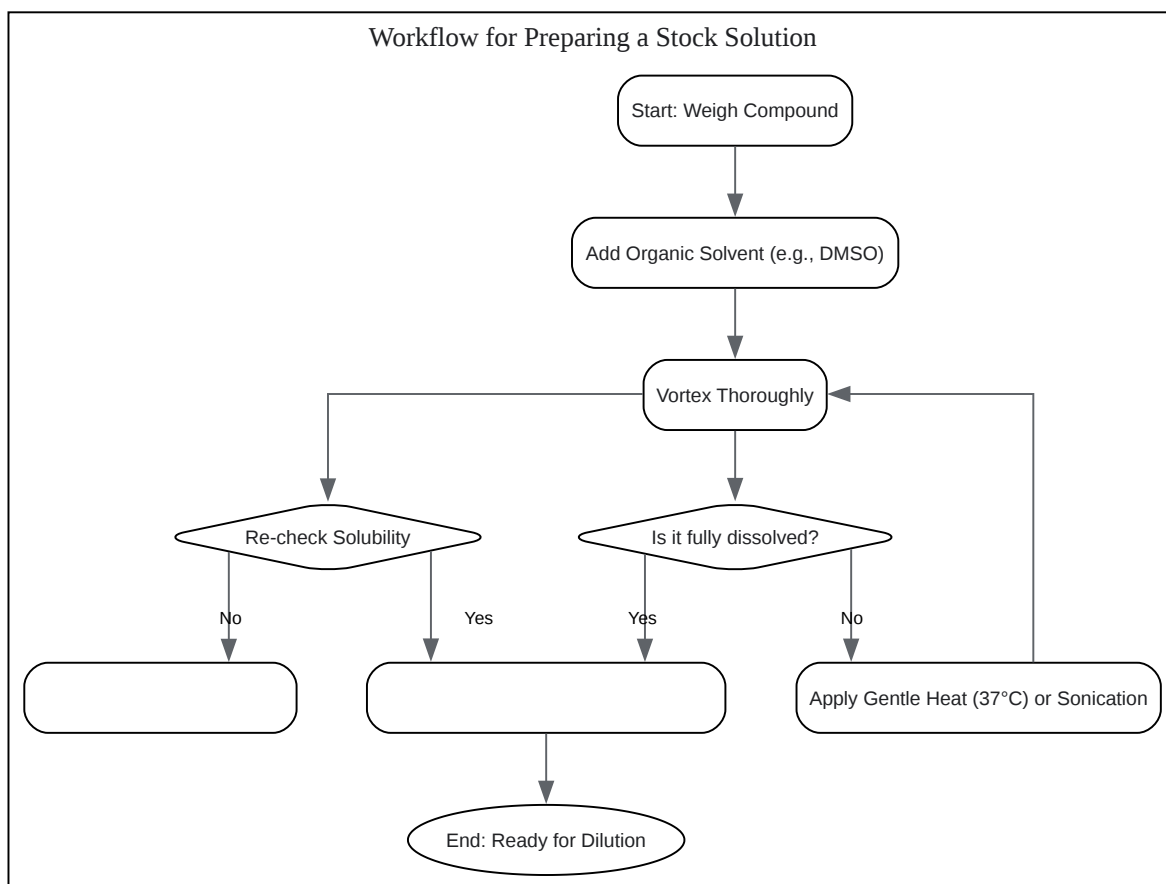 Workflow for Preparing a Stock Solution
Start: Weigh Compound
Add Organic Solvent (e.g., DMSO)
Vortex Thoroughly
Re-check Solubility
Is it fully dissolved?
No
Yes
Yes
No
Apply Gentle Heat (37°C) or Sonication
End: Ready for Dilution